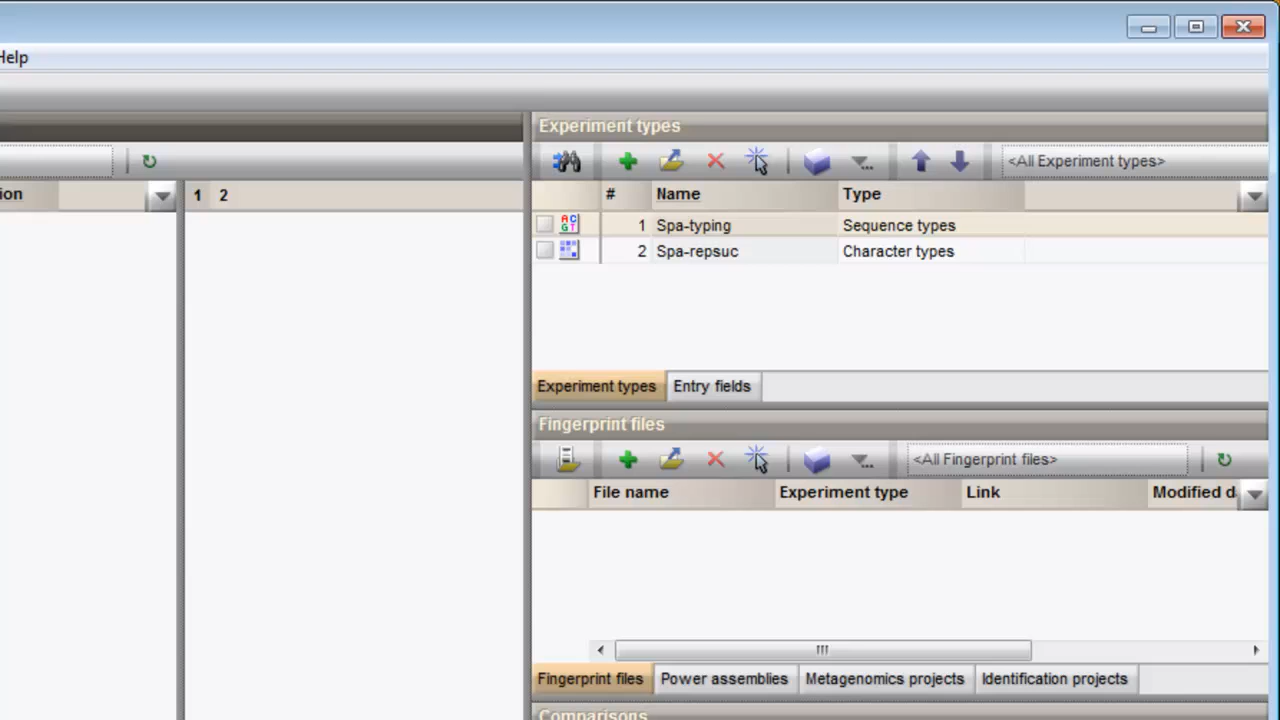 Help
Experiment types
<All Experiment types>
ion
1 2
# Name Type
1 Spa-typing Sequence types
2 Spa-repsuc Character types
Experiment types Entry fields
Fingerprint files
<All Fingerprint files>
File name Experiment type Link Modified d
Fingerprint files Power assemblies Metagenomics projects Identification projects
Comparisons